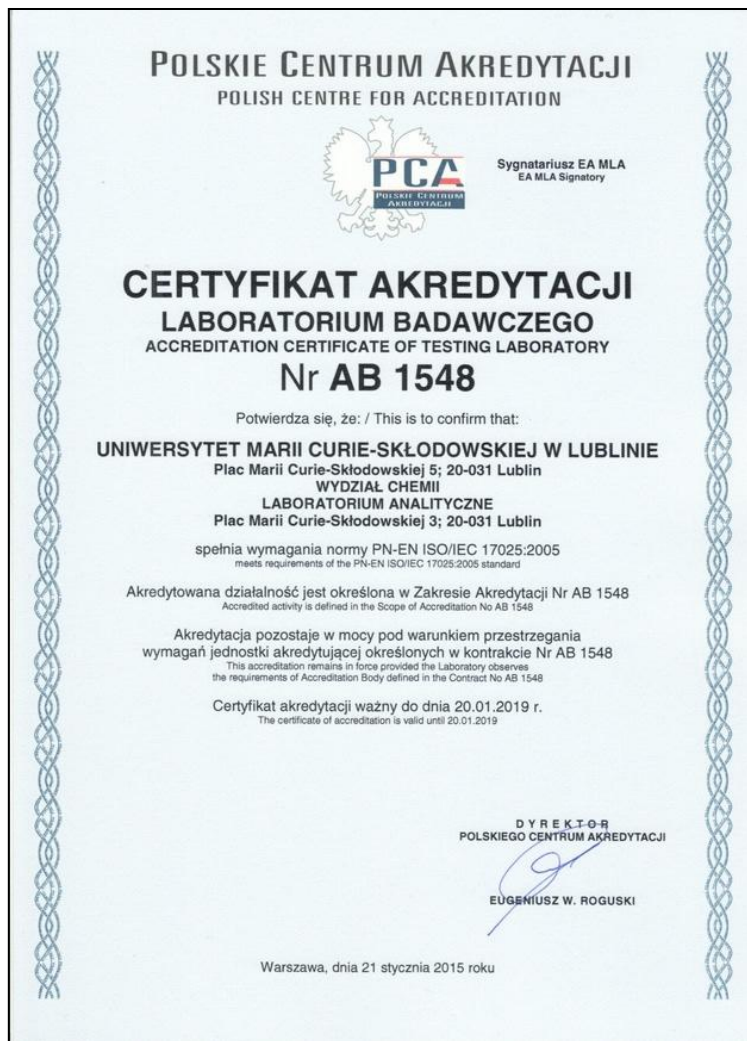 POLSKIE CENTRUM AKREDYTACJI
POLISH CENTRE FOR ACCREDITATION
PCA
POLSKIE CENTRUM
AKREDYTACJI
Sygnatariusz EA MLA
EA MLA Signatory
CERTYFIKAT AKREDYTACJI
LABORATORIUM BADAWCZEGO
ACCREDITATION CERTIFICATE OF TESTING LABORATORY
Nr AB 1548
Potwierdza się, że: / This is to confirm that:
UNIWERSYTET MARII CURIE-SKŁODOWSKIEJ W LUBLINIE
Plac Marii Curie-Skłodowskiej 5; 20-031 Lublin
WYDZIAŁ CHEMII
LABORATORIUM ANALITYCZNE
Plac Marii Curie-Skłodowskiej 3; 20-031 Lublin
spełnia wymagania normy PN-EN ISO/IEC 17025:2005
meets requirements of the PN-EN ISO/IEC 17025:2005 standard
Akredytowana działalność jest określona w Zakresie Akredytacji Nr AB 1548
Accredited activity is defined in the Scope of Accreditation No AB 1548
Akredytacja pozostaje w mocy pod warunkiem przestrzegania
wymagań jednostki akredytującej określonych w kontrakcie Nr AB 1548
This accreditation remains in force provided the Laboratory observes
the requirements of Accreditation Body defined in the Contract No AB 1548
Certyfikat akredytacji ważny do dnia 20.01.2019 r.
The certificate of accreditation is valid until 20.01.2019
DYREKTOR
POLSKIEGO CENTRUM AKREDYTACJI
EUGENIUSZ W. ROGUSKI
Warszawa, dnia 21 stycznia 2015 roku